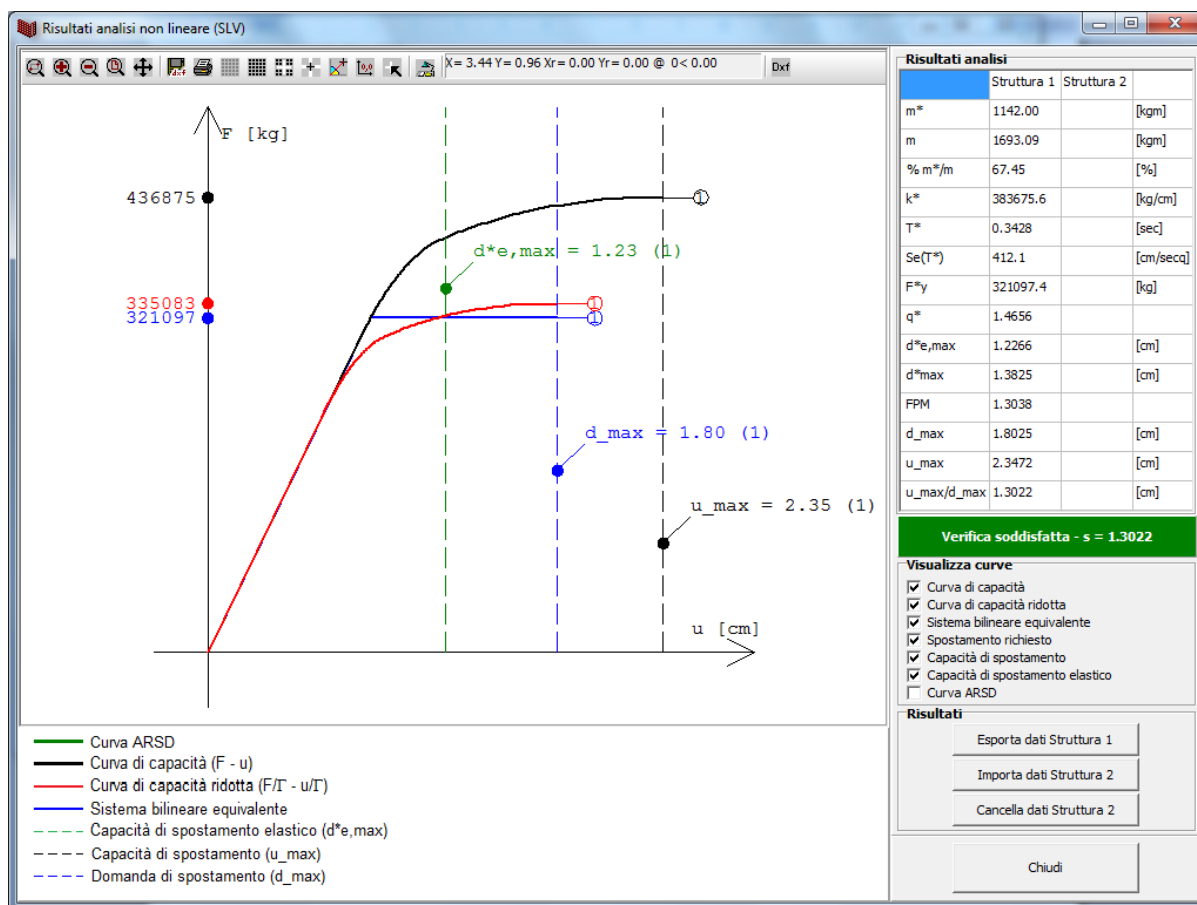 Risultati analisi non lineare (SLV)
X= 3.44 Y= 0.96 Xr= 0.00 Yr= 0.00 @ 0< 0.00
Dxf
F [kg]
436875
d*e,max = 1.23 (1)
1
335083
1
321097
1
d_max = 1.80 (1)
u_max = 2.35 (1)
u [cm]
Curva ARSD
Curva di capacità (F - u)
Curva di capacità ridotta (F/Γ - u/Γ)
Sistema bilineare equivalente
Capacità di spostamento elastico (d*e,max)
Capacità di spostamento (u_max)
Domanda di spostamento (d_max)
Risultati analisi
Struttura 1 Struttura 2
m* 1142.00 [kgm]
m 1693.09 [kgm]
% m*/m 67.45 [%]
k* 383675.6 [kg/cm]
T* 0.3428 [sec]
Se(T*) 412.1 [cm/secq]
F*y 321097.4 [kg]
q* 1.4656
d*e,max 1.2266 [cm]
d*max 1.3825 [cm]
FPM 1.3038
d_max 1.8025 [cm]
u_max 2.3472 [cm]
u_max/d_max 1.3022 [cm]
Verifica soddisfatta - s = 1.3022
Visualizza curve
Curva di capacità
Curva di capacità ridotta
Sistema bilineare equivalente
Spostamento richiesto
Capacità di spostamento
Capacità di spostamento elastico
Curva ARSD
Risultati
Esporta dati Struttura 1
Importa dati Struttura 2
Cancella dati Struttura 2
Chiudi